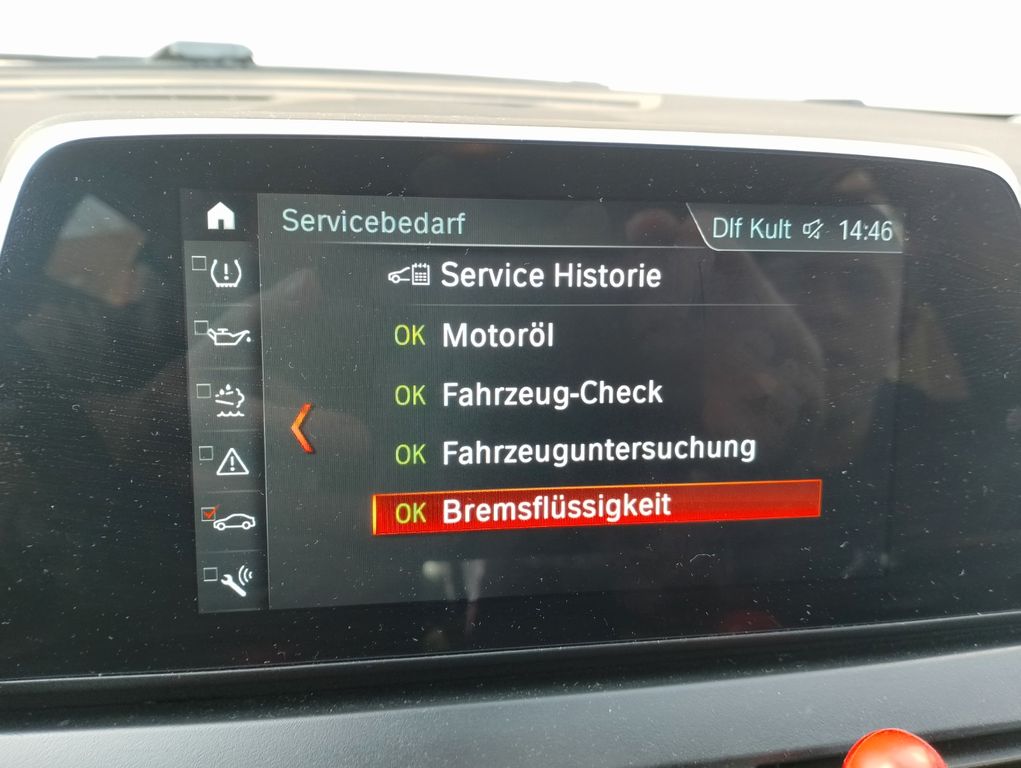 Servicebedarf
Dlf Kult 14:46
Service Historie
OK Motoröl
OK Fahrzeug-Check
OK Fahrzeuguntersuchung
OK Bremsflüssigkeit